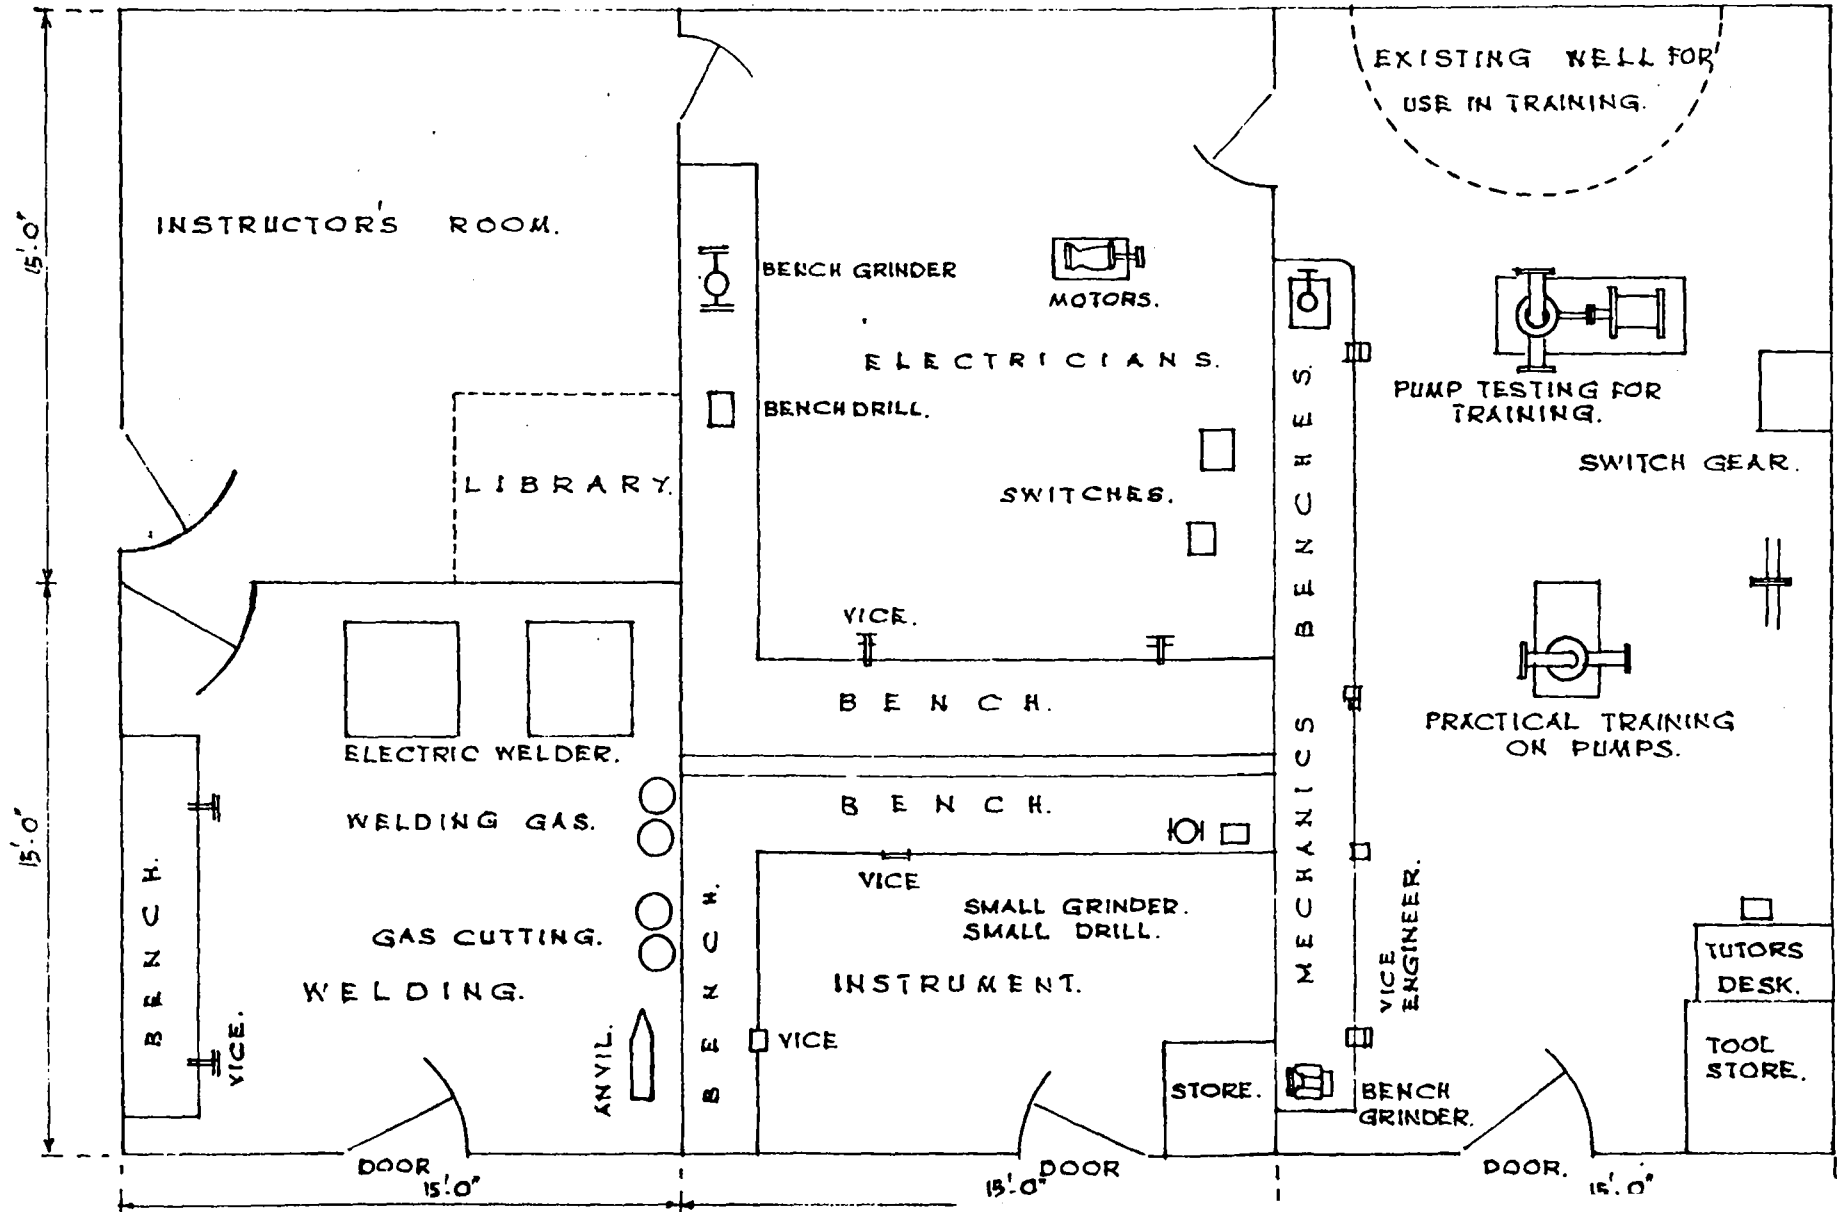 EXISTING WELL FOR
USE IN TRAINING.
15'-0"
INSTRUCTOR'S ROOM.
BENCH GRINDER
MOTORS.
ELECTRICIANS.
PUMP TESTING FOR
TRAINING.
BENCH DRILL.
SWITCH GEAR.
LIBRARY.
SWITCHES.
VICE.
BENCH.
MECHANICS BENCHES.
PRACTICAL TRAINING
ON PUMPS.
ELECTRIC WELDER.
WELDING GAS.
BENCH.
15'-0"
VICE
BENCH.
GAS CUTTING.
BENCH.
SMALL GRINDER.
SMALL DRILL.
VICE
ENGINEER.
TUTORS
DESK.
WELDING.
INSTRUMENT.
VICE.
ANVIL.
VICE
STORE.
BENCH
GRINDER.
TOOL
STORE.
DOOR
DOOR
DOOR.
15'-0"
15'-0"
15'-0"